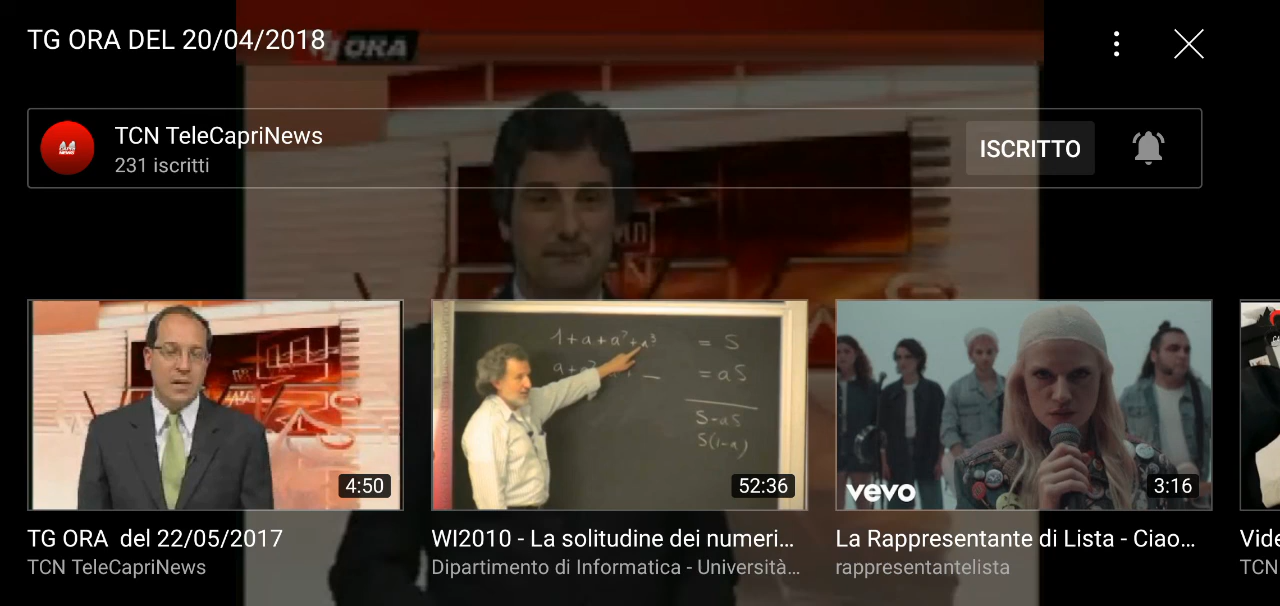 TG ORA DEL 20/04/2018
ORA
TCN TeleCapriNews
231 iscritti
ISCRITTO
1+a+a²+a³ = S
= aS
S-aS
S(1-a)
4:50
52:36
vevo
3:16
TG ORA del 22/05/2017
TCN TeleCapriNews
WI2010 - La solitudine dei numeri...
Dipartimento di Informatica - Università...
La Rappresentante di Lista - Ciao...
rappresentantelista
Vide
TCN